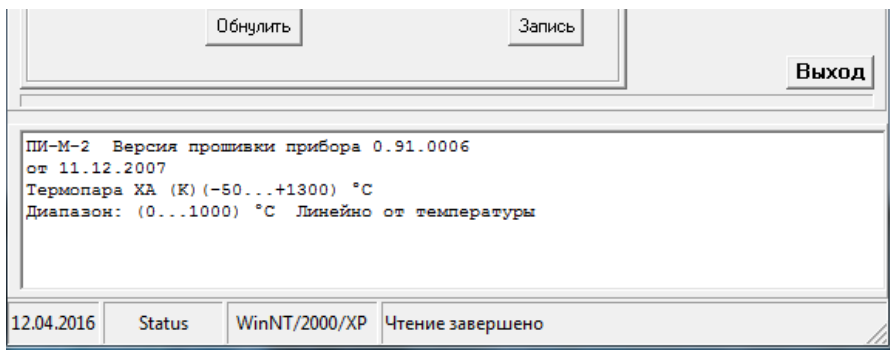 Обнулить Запись
Выход
ПИ-М-2  Версия прошивки прибора 0.91.0006
от 11.12.2007
Термопара ХА (К)(-50...+1300) °С
Диапазон: (0...1000) °С  Линейно от температуры
12.04.2016 Status WinNT/2000/XP Чтение завершено